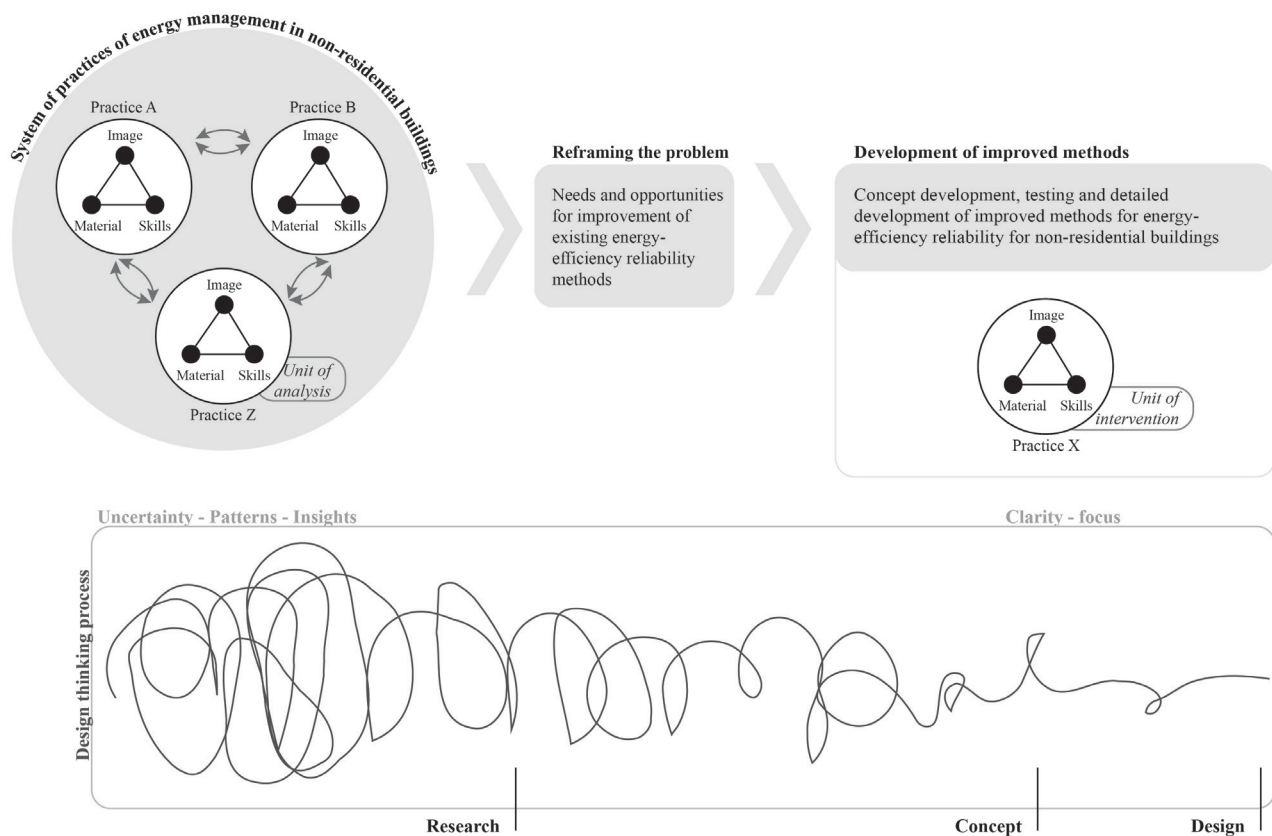 System of practices of energy management in non-residential buildings
Practice A
Image
Material
Skills
Practice B
Image
Material
Skills
Image
Material
Skills
Practice Z
Unit of
analysis
Reframing the problem
Needs and opportunities
for improvement of
existing energy-
efficiency reliability
methods
Development of improved methods
Concept development, testing and detailed
development of improved methods for energy-
efficiency reliability for non-residential buildings
Image
Material
Skills
Practice X
Unit of
intervention
Uncertainty - Patterns - Insights
Clarity - focus
Design thinking process
Research
Concept
Design